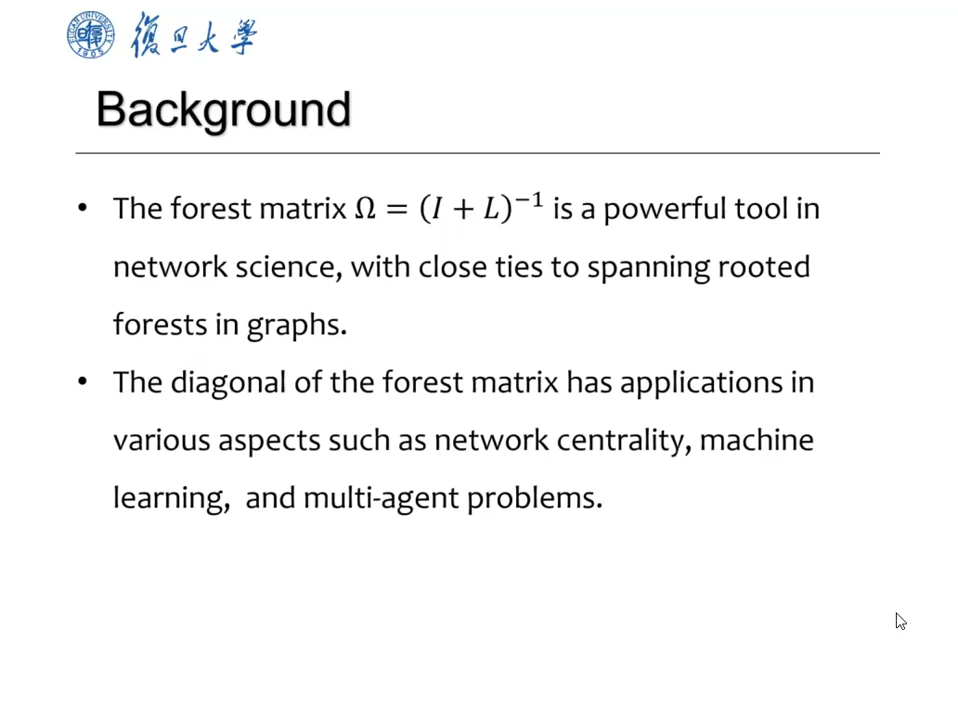 復旦大學
Background
• The forest matrix Ω = (𝐼 + 𝐿)⁻¹ is a powerful tool in
network science, with close ties to spanning rooted
forests in graphs.
• The diagonal of the forest matrix has applications in
various aspects such as network centrality, machine
learning, and multi-agent problems.